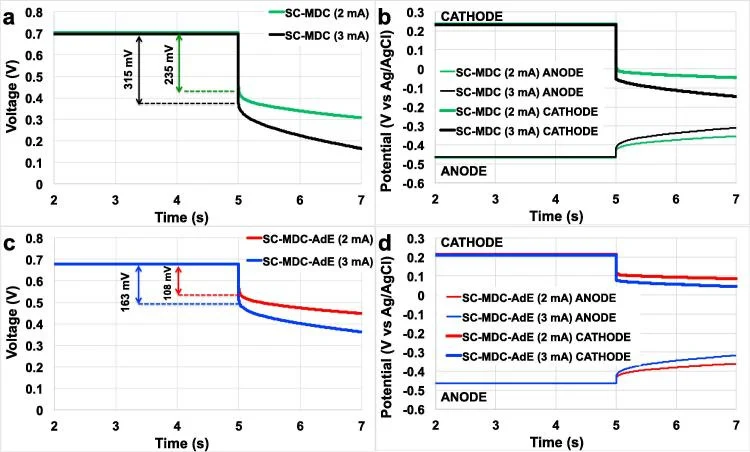 a
SC-MDC (2 mA)
SC-MDC (3 mA)
0.8
0.7
0.6
0.5
0.4
0.3
0.2
0.1
0
315 mV
235 mV
Voltage (V)
2
3
4
5
6
7
Time (s)
b
CATHODE
SC-MDC (2 mA) ANODE
SC-MDC (3 mA) ANODE
SC-MDC (2 mA) CATHODE
SC-MDC (3 mA) CATHODE
ANODE
0.3
0.2
0.1
0
-0.1
-0.2
-0.3
-0.4
-0.5
-0.6
Potential (V vs Ag/AgCl)
2
3
4
5
6
7
Time (s)
c
SC-MDC-AdE (2 mA)
SC-MDC-AdE (3 mA)
0.8
0.7
0.6
0.5
0.4
0.3
0.2
0.1
0
163 mV
108 mV
Voltage (V)
2
3
4
5
6
7
Time (s)
d
CATHODE
SC-MDC-AdE (2 mA) ANODE
SC-MDC-AdE (3 mA) ANODE
SC-MDC-AdE (2 mA) CATHODE
SC-MDC-AdE (3 mA) CATHODE
ANODE
0.3
0.2
0.1
0
-0.1
-0.2
-0.3
-0.4
-0.5
-0.6
Potential (V vs Ag/AgCl)
2
3
4
5
6
7
Time (s)